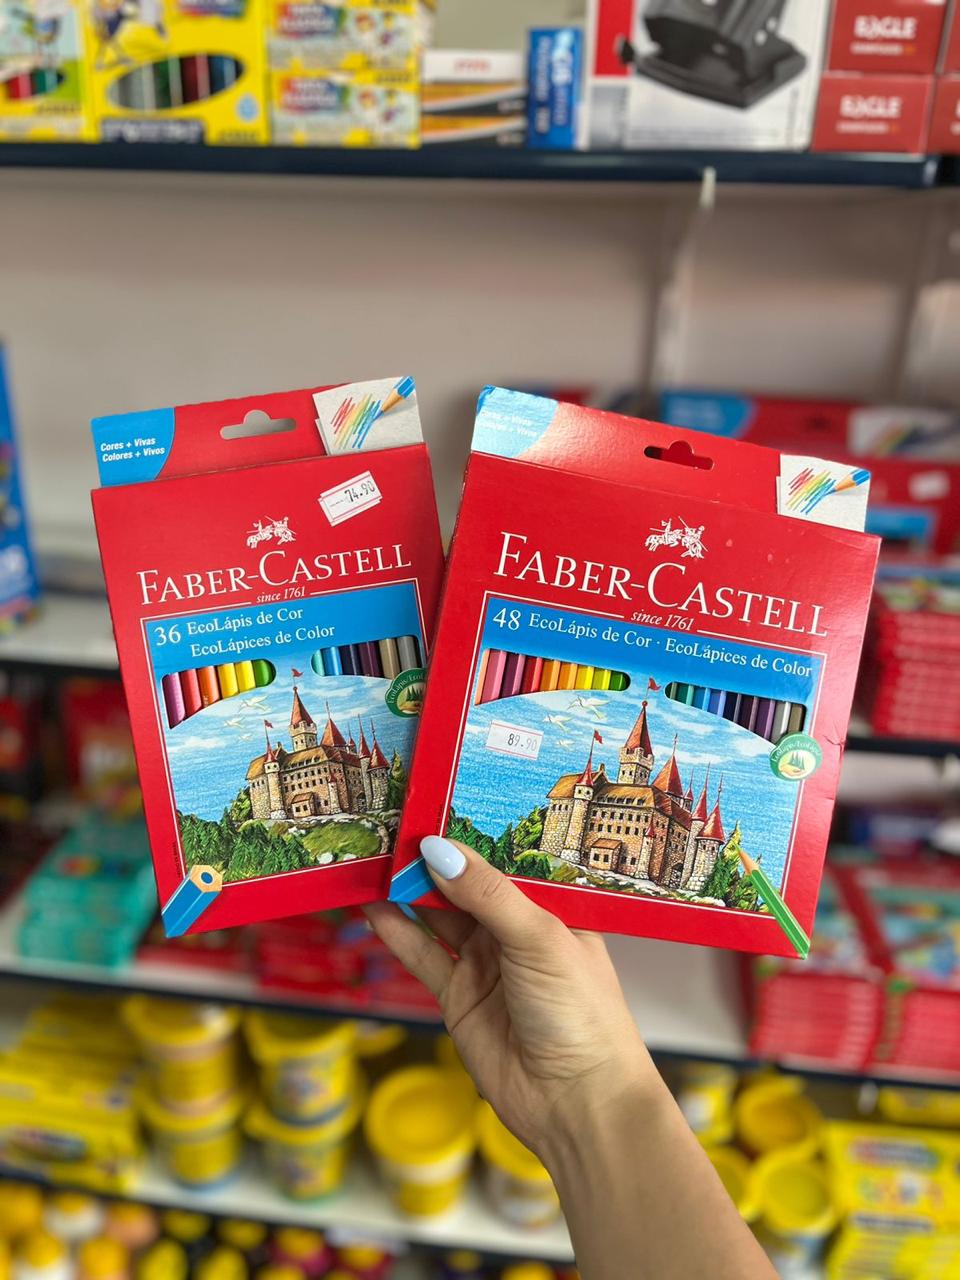 EAGLE
EAGLE
Cores + Vivas
Colores + Vivos
74.90
FABER-CASTELL
since 1761
36 EcoLápis de Cor
EcoLápices de Color
Cores + Vivas
Colores + Vivos
FABER-CASTELL
since 1761
48 EcoLápis de Cor · EcoLápices de Color
89.90